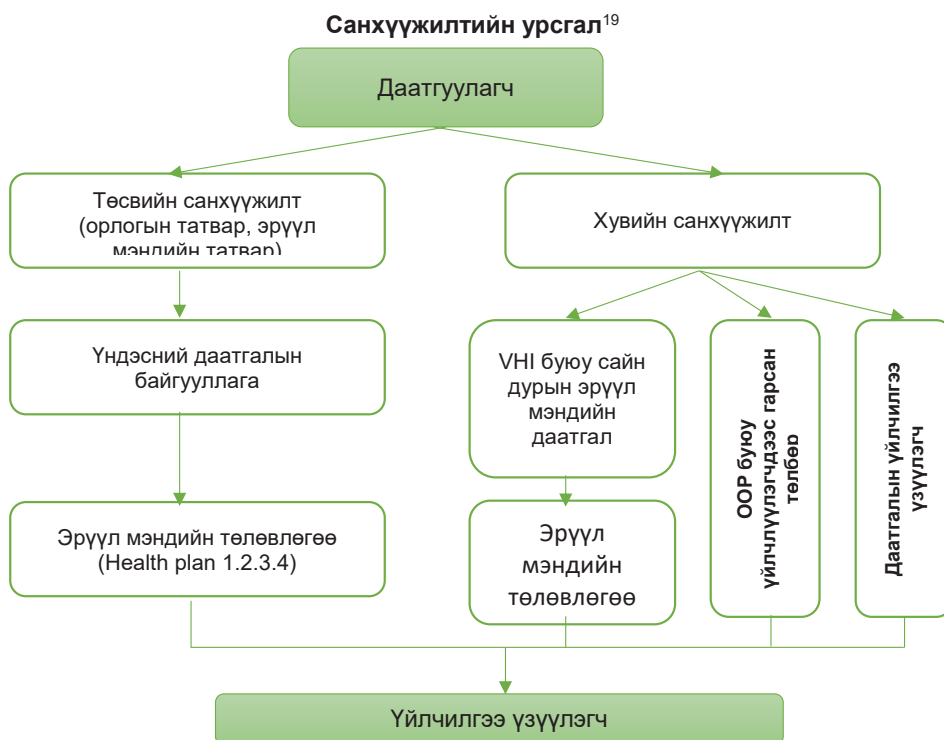 Санхүүжилтийн урсгал19
Даатгуулагч
Төсвийн санхүүжилт
(орлогын татвар, эрүүл
мэндийн татвар)
Хувийн санхүүжилт
Үндэсний даатгалын
байгууллага
VHI буюу сайн
дурын эрүүл
мэндийн
даатгал
OOP буюу
үйлчлүүлэгчдээс гарсан
төлбөр
Даатгалын үйлчилгээ
үзүүлэгч
Эрүүл мэндийн төлөвлөгөө
(Health plan 1.2.3.4)
Эрүүл
мэндийн
төлөвлөгөө
Үйлчилгээ үзүүлэгч